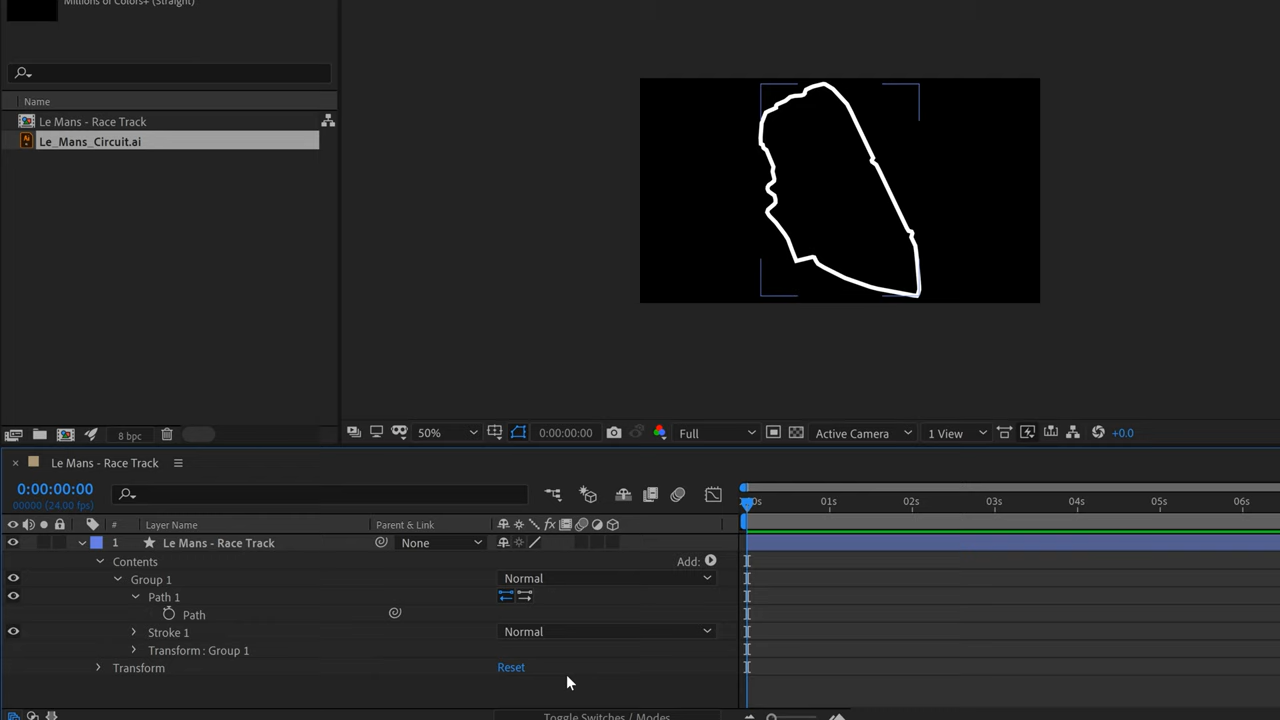 Millions of Colors+ (Straight)
Name
Le Mans - Race Track
Ai Le_Mans_Circuit.ai
8 bpc
50% 0:00:00:00 Full Active Camera 1 View +0.0
Le Mans - Race Track
0:00:00:00
00000 (24.00 fps)
00s 01s 02s 03s 04s 05s 06s
# Layer Name Parent & Link fx
1 Le Mans - Race Track None
Contents Add:
Group 1 Normal
Path 1
Path
Stroke 1 Normal
Transform : Group 1
Transform Reset
Toggle Switches / Modes